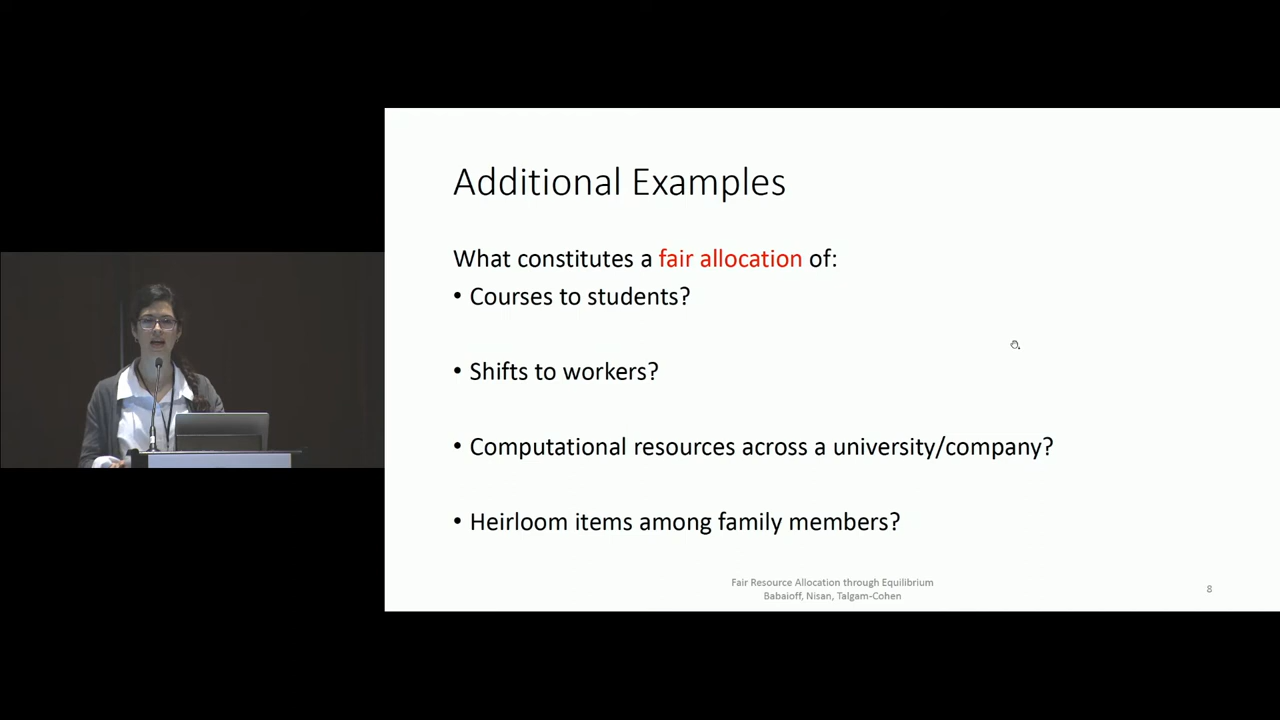 Additional Examples
What constitutes a fair allocation of:
• Courses to students?
• Shifts to workers?
• Computational resources across a university/company?
• Heirloom items among family members?
Fair Resource Allocation through Equilibrium
Babaioff, Nisan, Talgam-Cohen
8